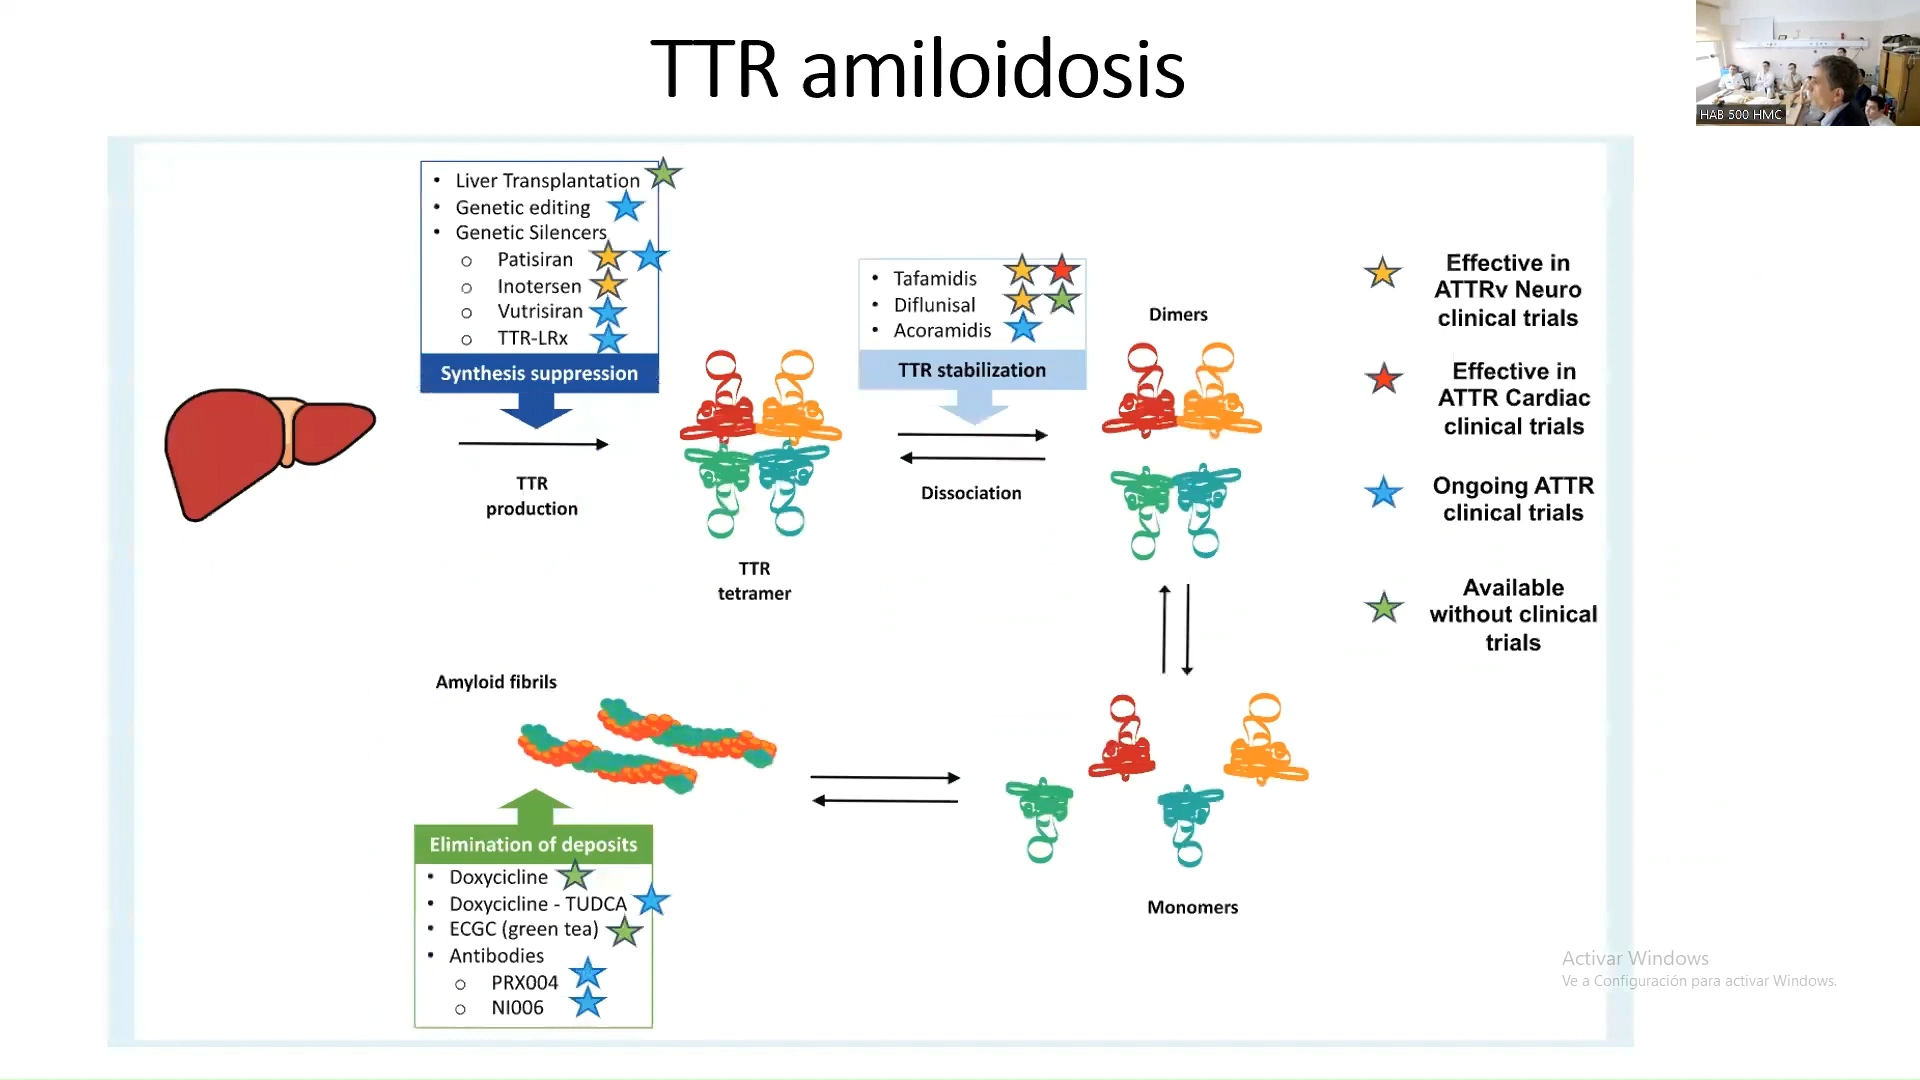 TTR amiloidosis
HAB 500 HMC
• Liver Transplantation
• Genetic editing
• Genetic Silencers
o Patisiran
o Inotersen
o Vutrisiran
o TTR-LRx
Synthesis suppression
TTR
production
TTR
tetramer
• Tafamidis
• Diflunisal
• Acoramidis
TTR stabilization
Dissociation
Dimers
Effective in
ATTRv Neuro
clinical trials
Effective in
ATTR Cardiac
clinical trials
Ongoing ATTR
clinical trials
Available
without clinical
trials
Amyloid fibrils
Monomers
Elimination of deposits
• Doxycicline
• Doxycicline - TUDCA
• ECGC (green tea)
• Antibodies
o PRX004
o NI006
Activar Windows
Ve a Configuración para activar Windows.